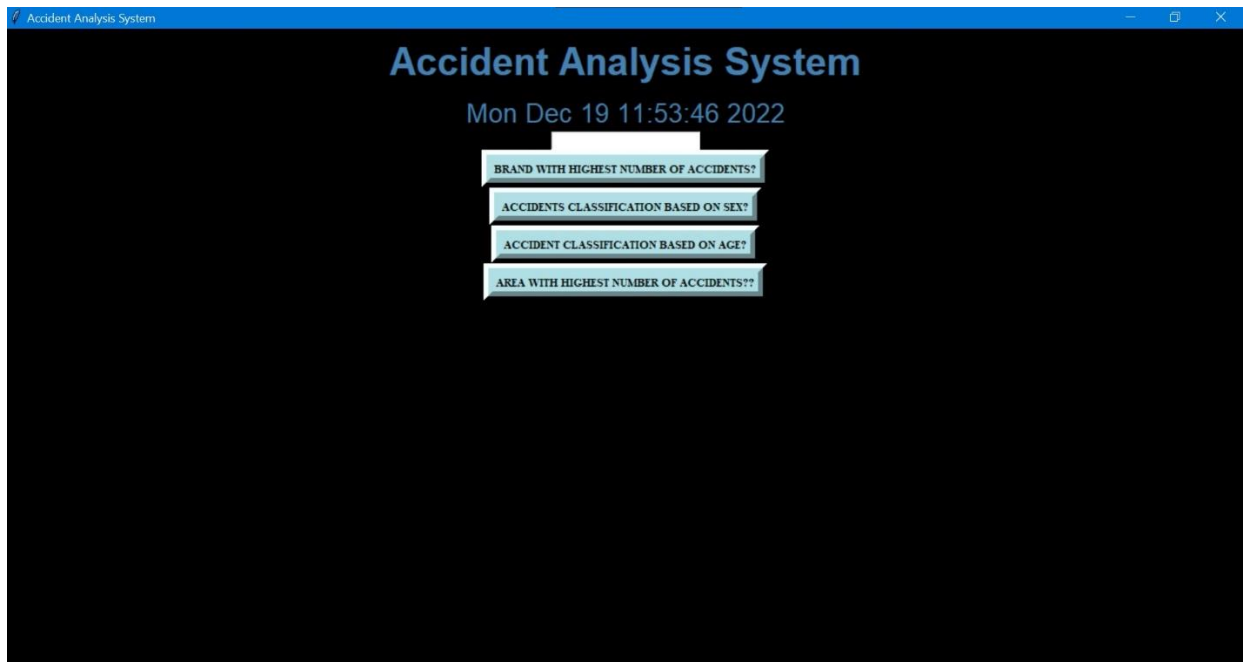 Accident Analysis System
Accident Analysis System
Mon Dec 19 11:53:46 2022
BRAND WITH HIGHEST NUMBER OF ACCIDENTS?
ACCIDENTS CLASSIFICATION BASED ON SEX?
ACCIDENT CLASSIFICATION BASED ON AGE?
AREA WITH HIGHEST NUMBER OF ACCIDENTS??